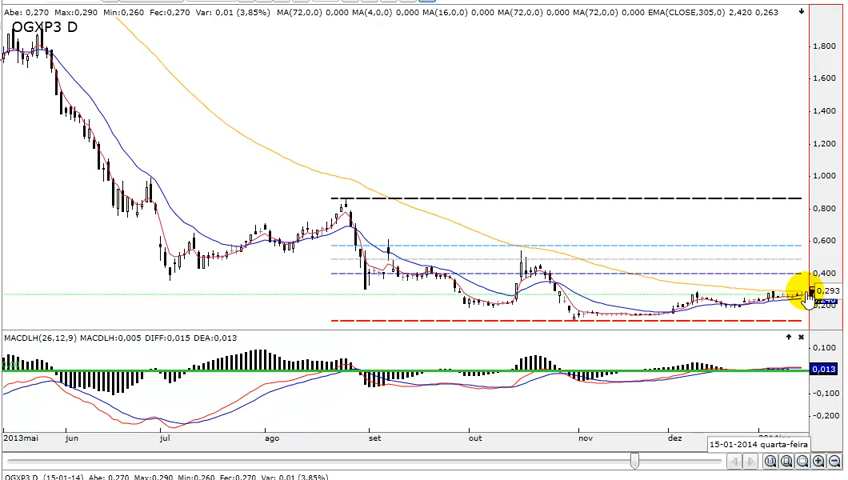 Abe: 0,270 Max:0,290 Min:0,260 Fec:0,270 Var: 0,01 (3,85%) MA(72,0) 0,000 MA(4,0) 0,000 MA(16,0) 0,000 MA(72,0) 0,000 MA(72,0) 0,000 EMA(CLOSE,305,0) 2,420 0,263
OGXP3 D
1,800
1,600
1,400
1,200
1,000
0,800
0,600
0,400
0,293
0,200
MACDLH(26,12,9) MACDLH:0,005 DIFF:0,015 DEA:0,013
0,100
0,013
-0,100
-0,200
2013mai jun jul ago set out nov dez
15-01-2014 quarta-feira
OGXP3 D (15-01-14) Abe: 0,270 Max:0,290 Min:0,260 Fec:0,270 Var: 0,01 (3,85%)